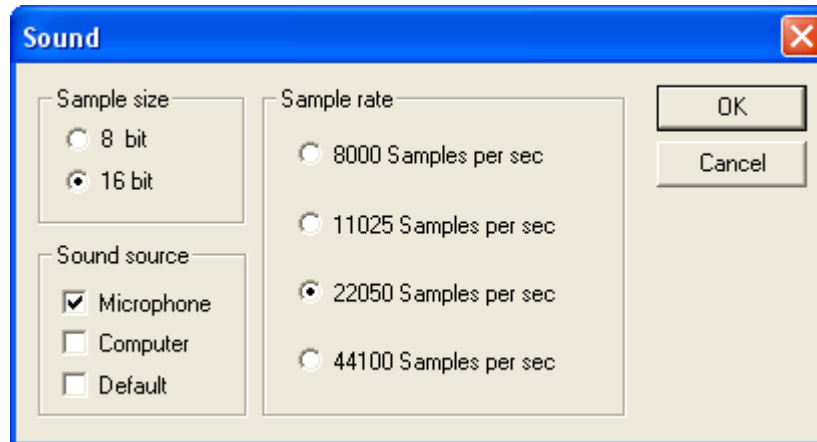 Sound
Sample size
8 bit
16 bit
Sound source
Microphone
Computer
Default
Sample rate
8000 Samples per sec
11025 Samples per sec
22050 Samples per sec
44100 Samples per sec
OK
Cancel